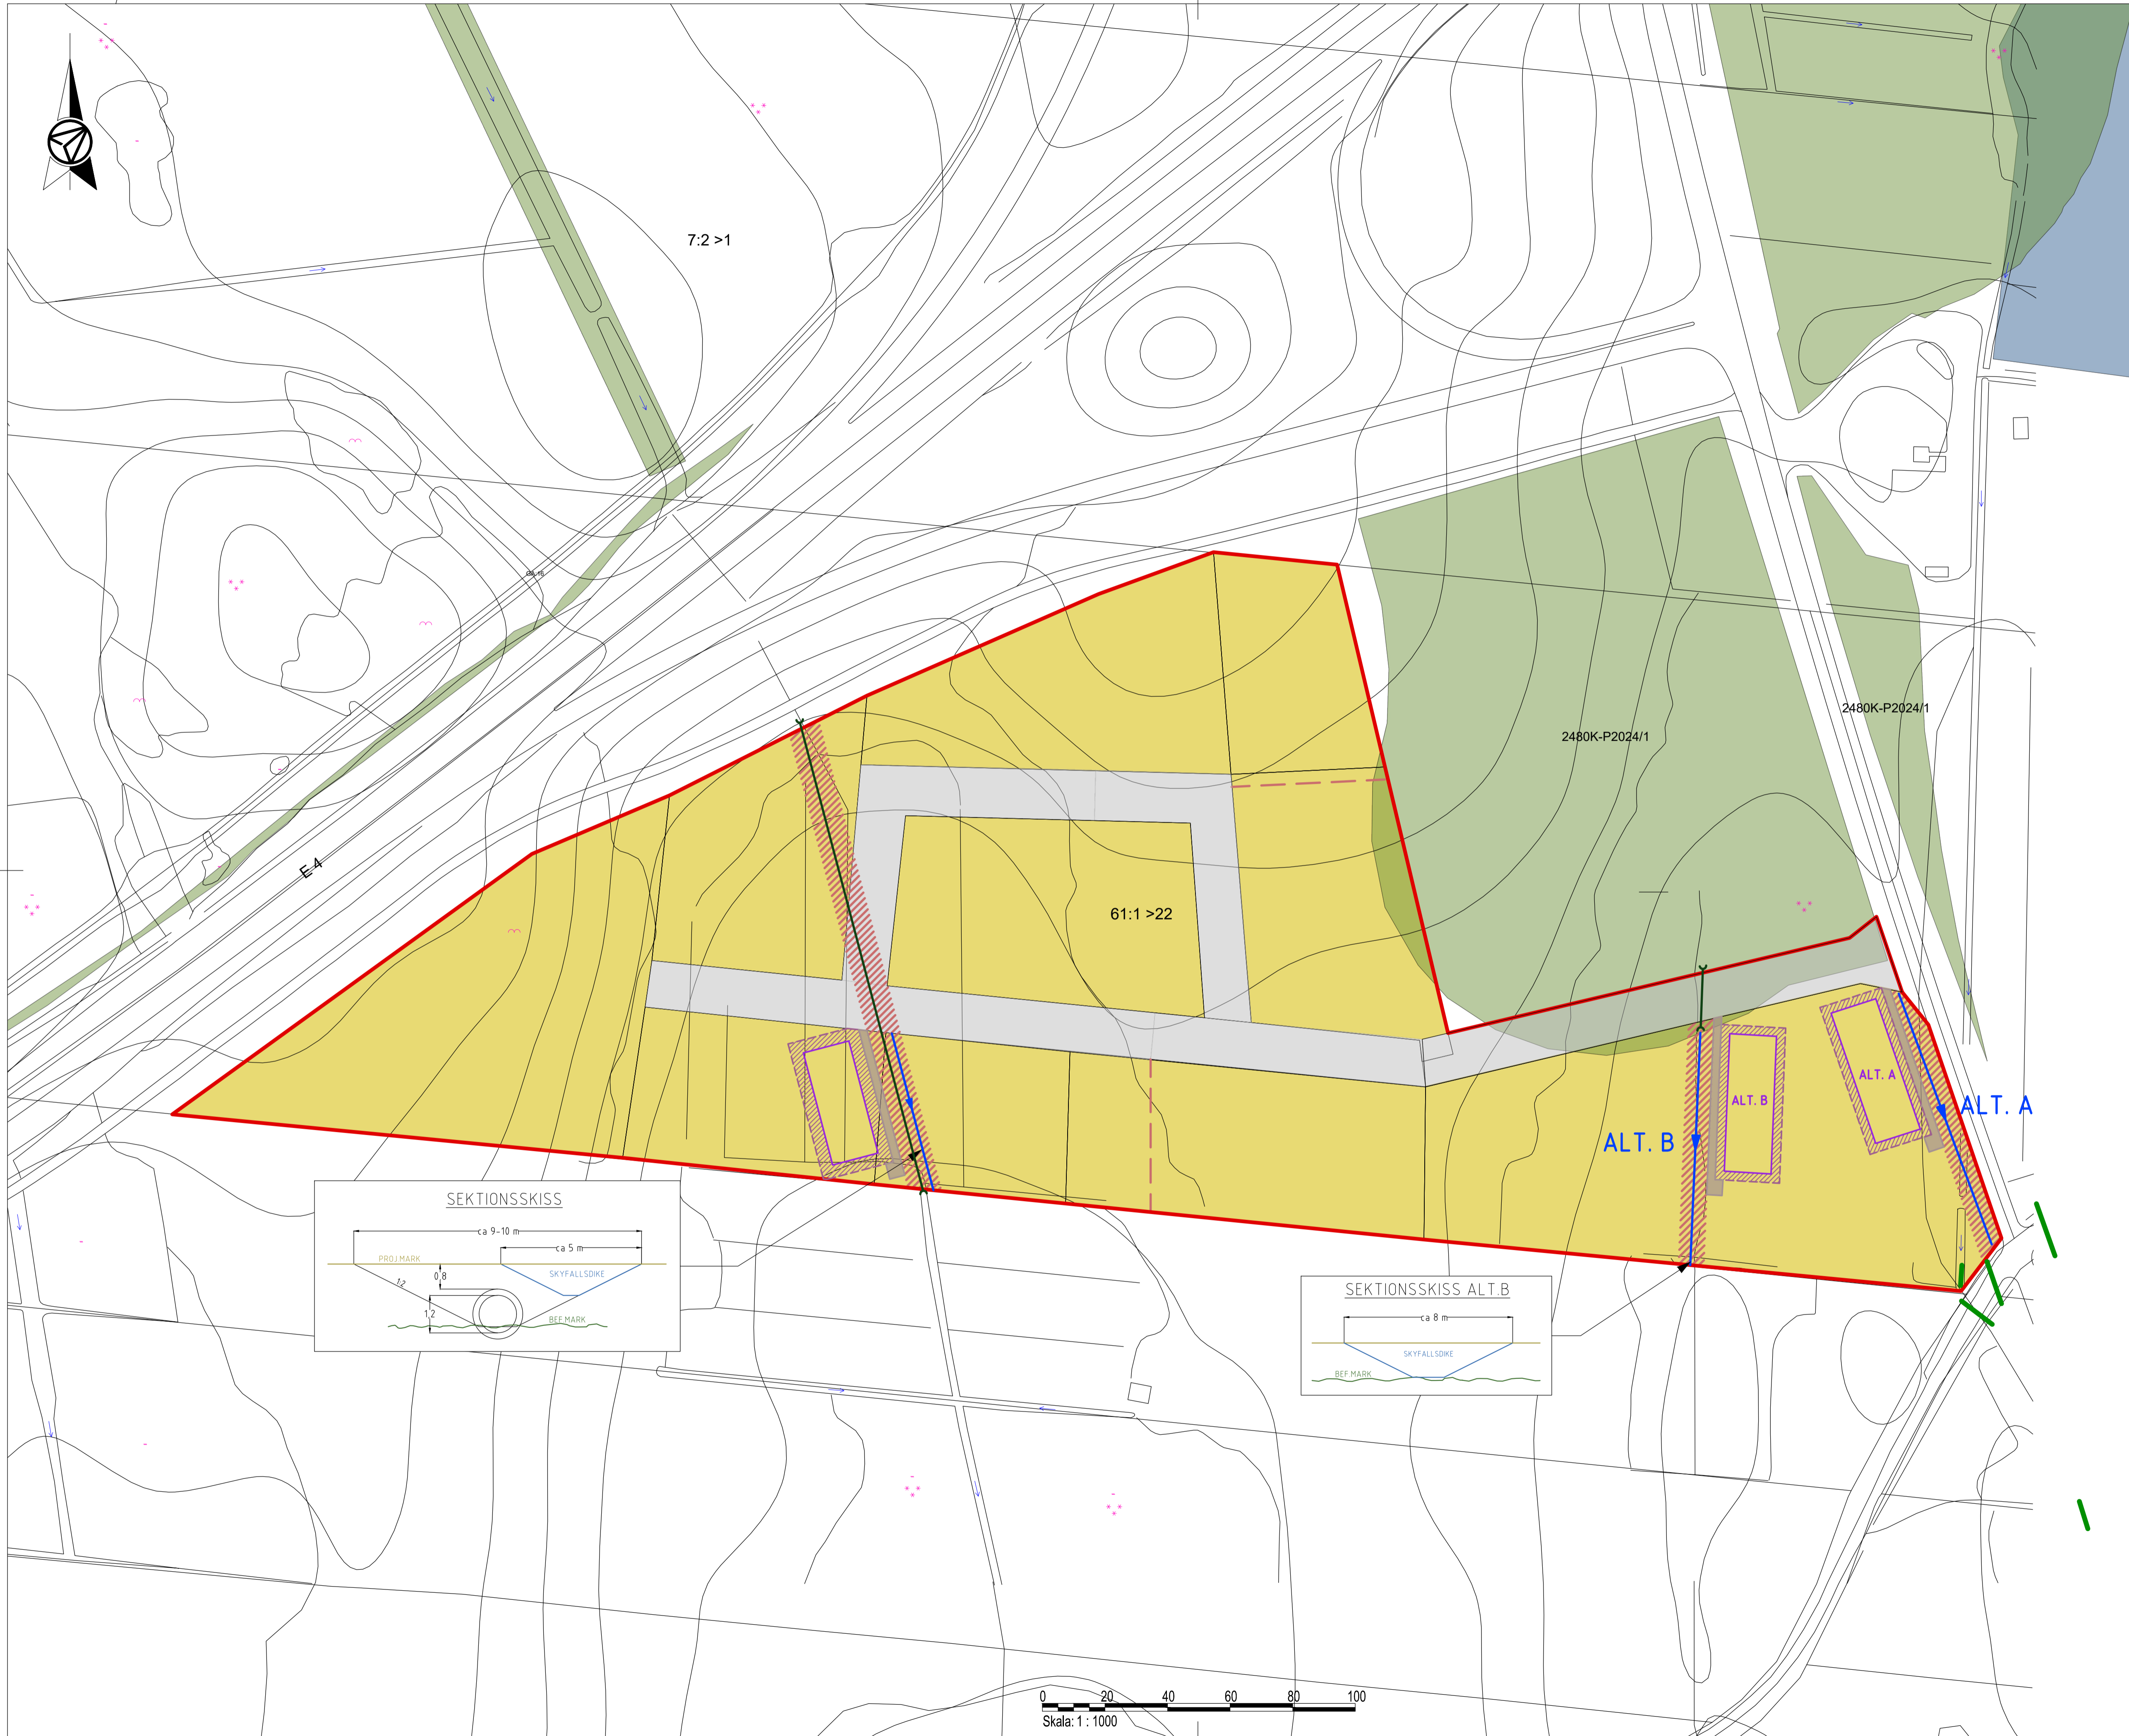 7:2 >1
GA:18
2480K-P2024/1
2480K-P2024/1
E 4
61:1 >22
ALT. A
ALT. B
ALT. A
ALT. B
SEKTIONSSKISS
ca 9-10 m
ca 5 m
PROJ.MARK
0,8
SKYFALLSDIKE
1:2
1,2
BEF.MARK
SEKTIONSSKISS ALT.B
ca 8 m
SKYFALLSDIKE
BEF.MARK
0 20 40 60 80 100
Skala: 1 : 1000